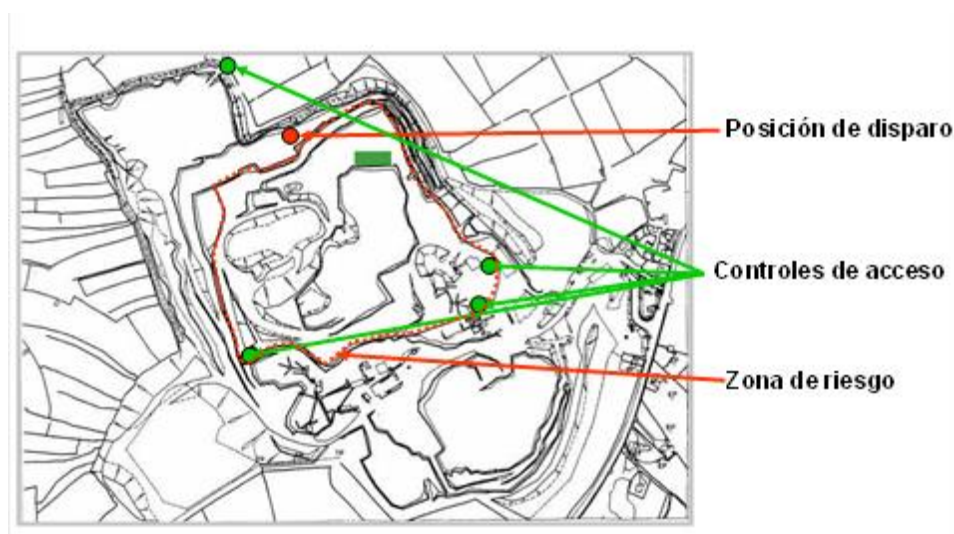 Posición de disparo
Controles de acceso
Zona de riesgo